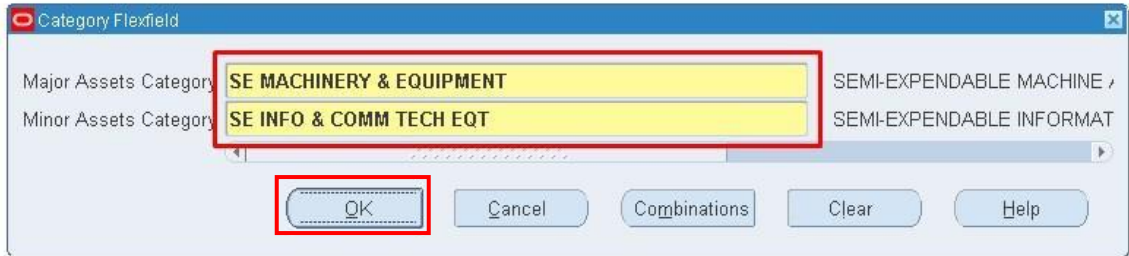 Category Flexfield
Major Assets Category SE MACHINERY & EQUIPMENT SEMI-EXPENDABLE MACHINE
Minor Assets Category SE INFO & COMM TECH EQT SEMI-EXPENDABLE INFORMAT
OK Cancel Combinations Clear Help